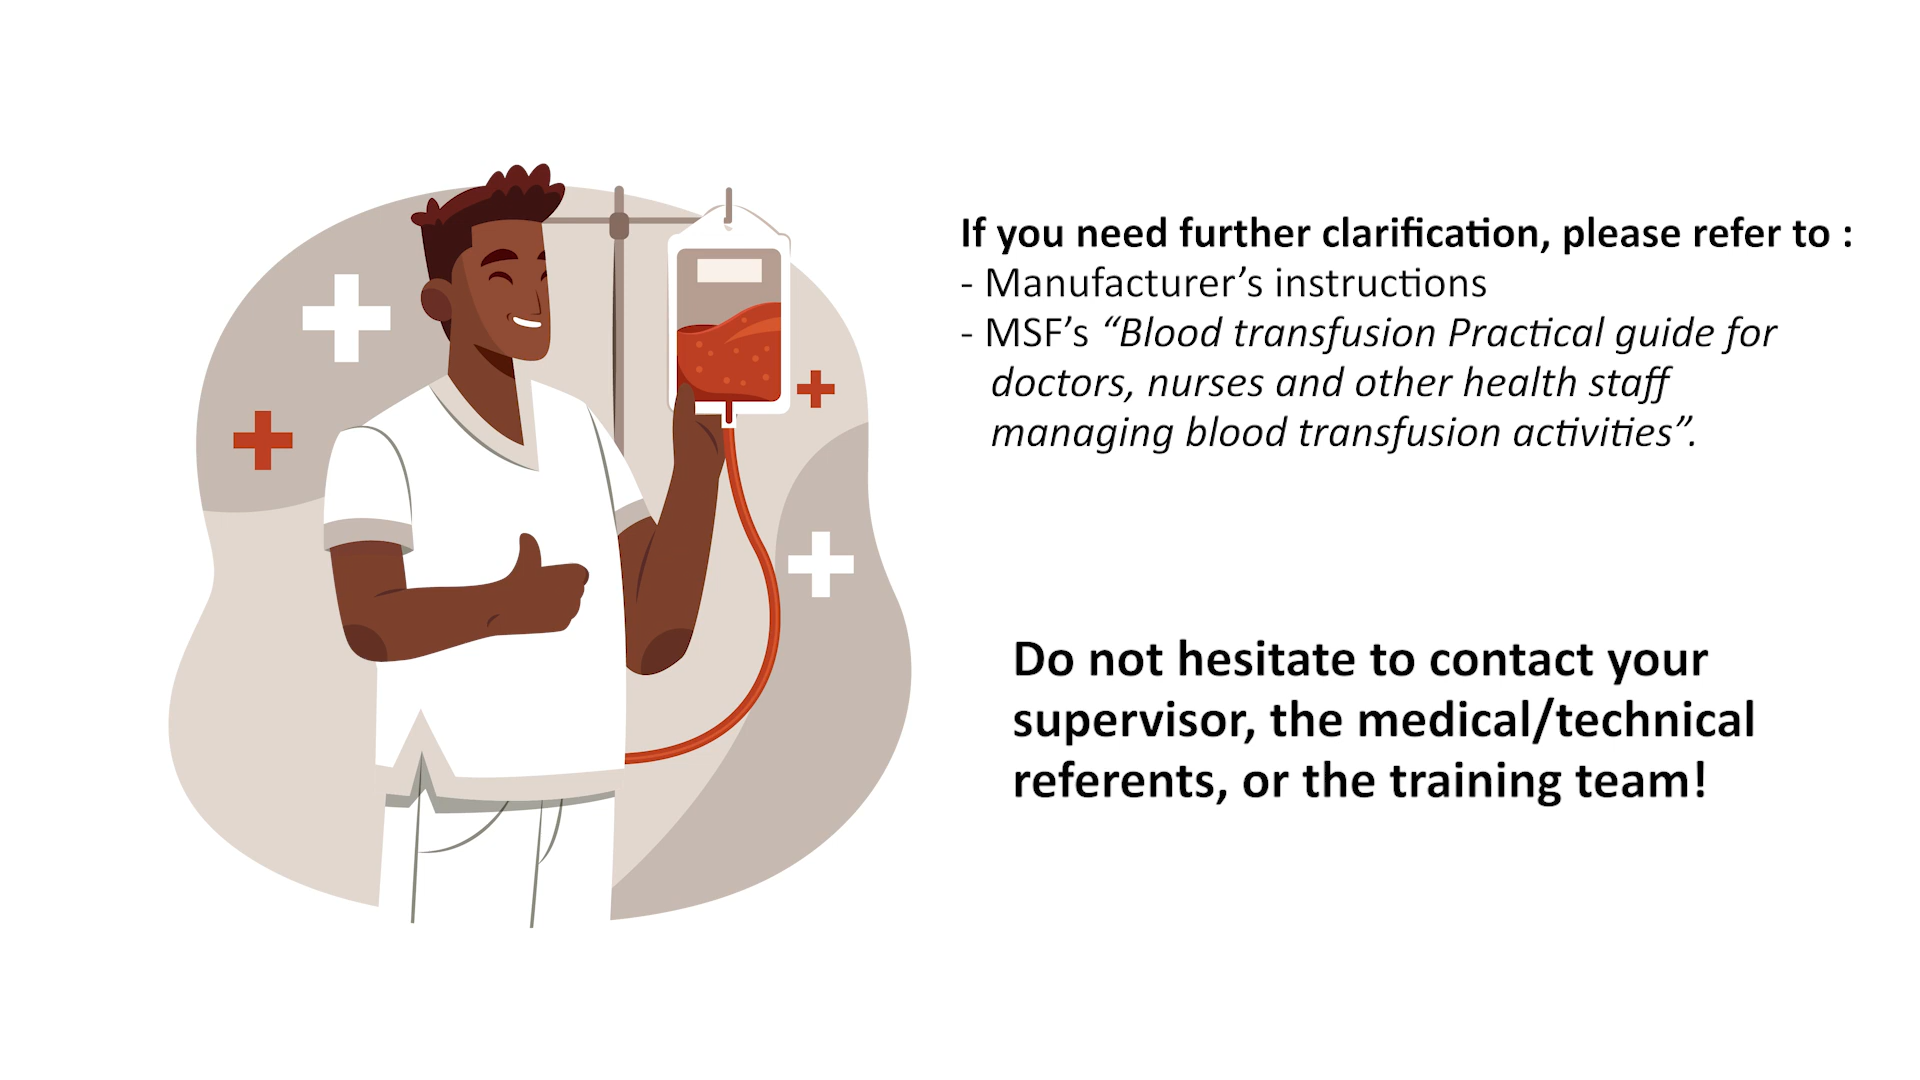 If you need further clarification, please refer to :
- Manufacturer’s instructions
- MSF’s “Blood transfusion Practical guide for
doctors, nurses and other health staff
managing blood transfusion activities”.
Do not hesitate to contact your
supervisor, the medical/technical
referents, or the training team!